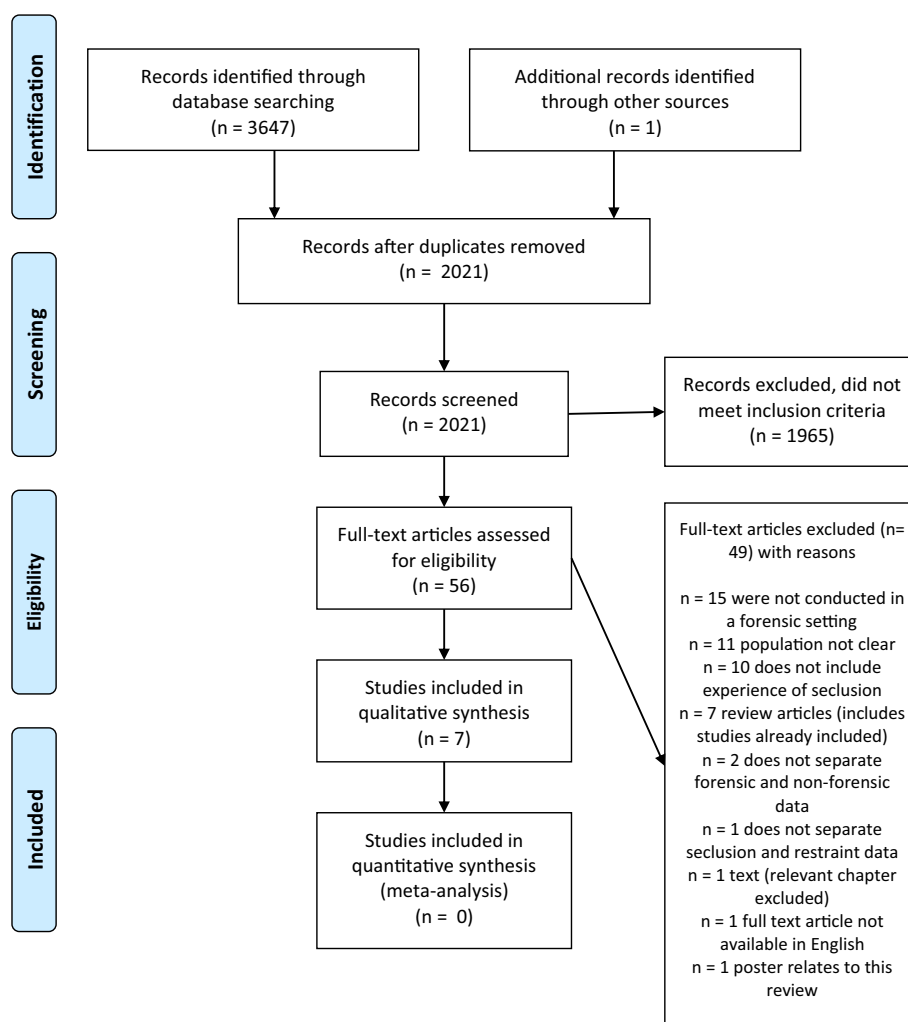 Identification
Records identified through
database searching
(n = 3647)
Additional records identified
through other sources
(n = 1)
Records after duplicates removed
(n = 2021)
Screening
Records screened
(n = 2021)
Records excluded, did not
meet inclusion criteria
(n = 1965)
Eligibility
Full-text articles assessed
for eligibility
(n = 56)
Full-text articles excluded (n=
49) with reasons
n = 15 were not conducted in
a forensic setting
n = 11 population not clear
n = 10 does not include
experience of seclusion
n = 7 review articles (includes
studies already included)
n = 2 does not separate
forensic and non-forensic
data
n = 1 does not separate
seclusion and restraint data
n = 1 text (relevant chapter
excluded)
n = 1 full text article not
available in English
n = 1 poster relates to this
review
Studies included in
qualitative synthesis
(n = 7)
Included
Studies included in
quantitative synthesis
(meta-analysis)
(n = 0)